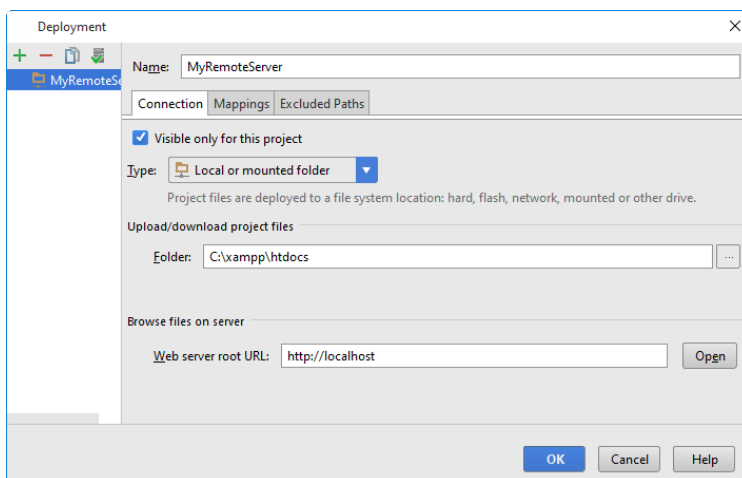 Deployment
MyRemoteSe
Name: MyRemoteServer
Connection Mappings Excluded Paths
Visible only for this project
Type: Local or mounted folder
Project files are deployed to a file system location: hard, flash, network, mounted or other drive.
Upload/download project files
Folder: C:\xampp\htdocs ...
Browse files on server
Web server root URL: http://localhost Open
OK Cancel Help